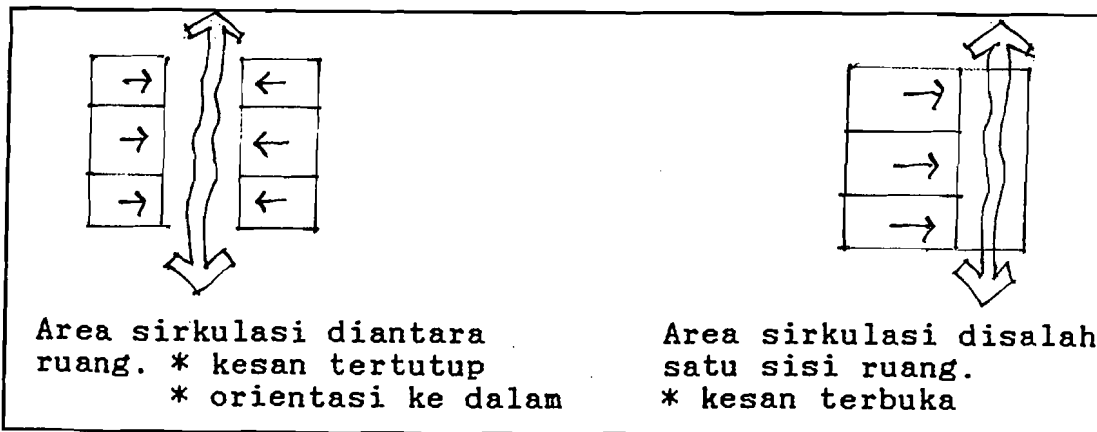 Area sirkulasi diantara
ruang. * kesan tertutup
* orientasi ke dalam
Area sirkulasi disalah
satu sisi ruang.
* kesan terbuka